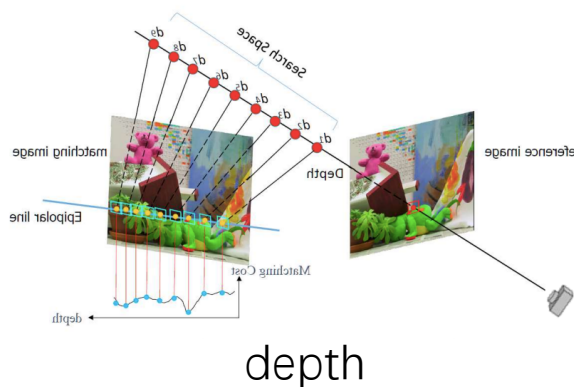 d9
d8
d7
d6
d5
d4
d3
d2
d1
Search Space
matching image
eference image
Depth
Epipolar line
Matching Cost
depth
depth